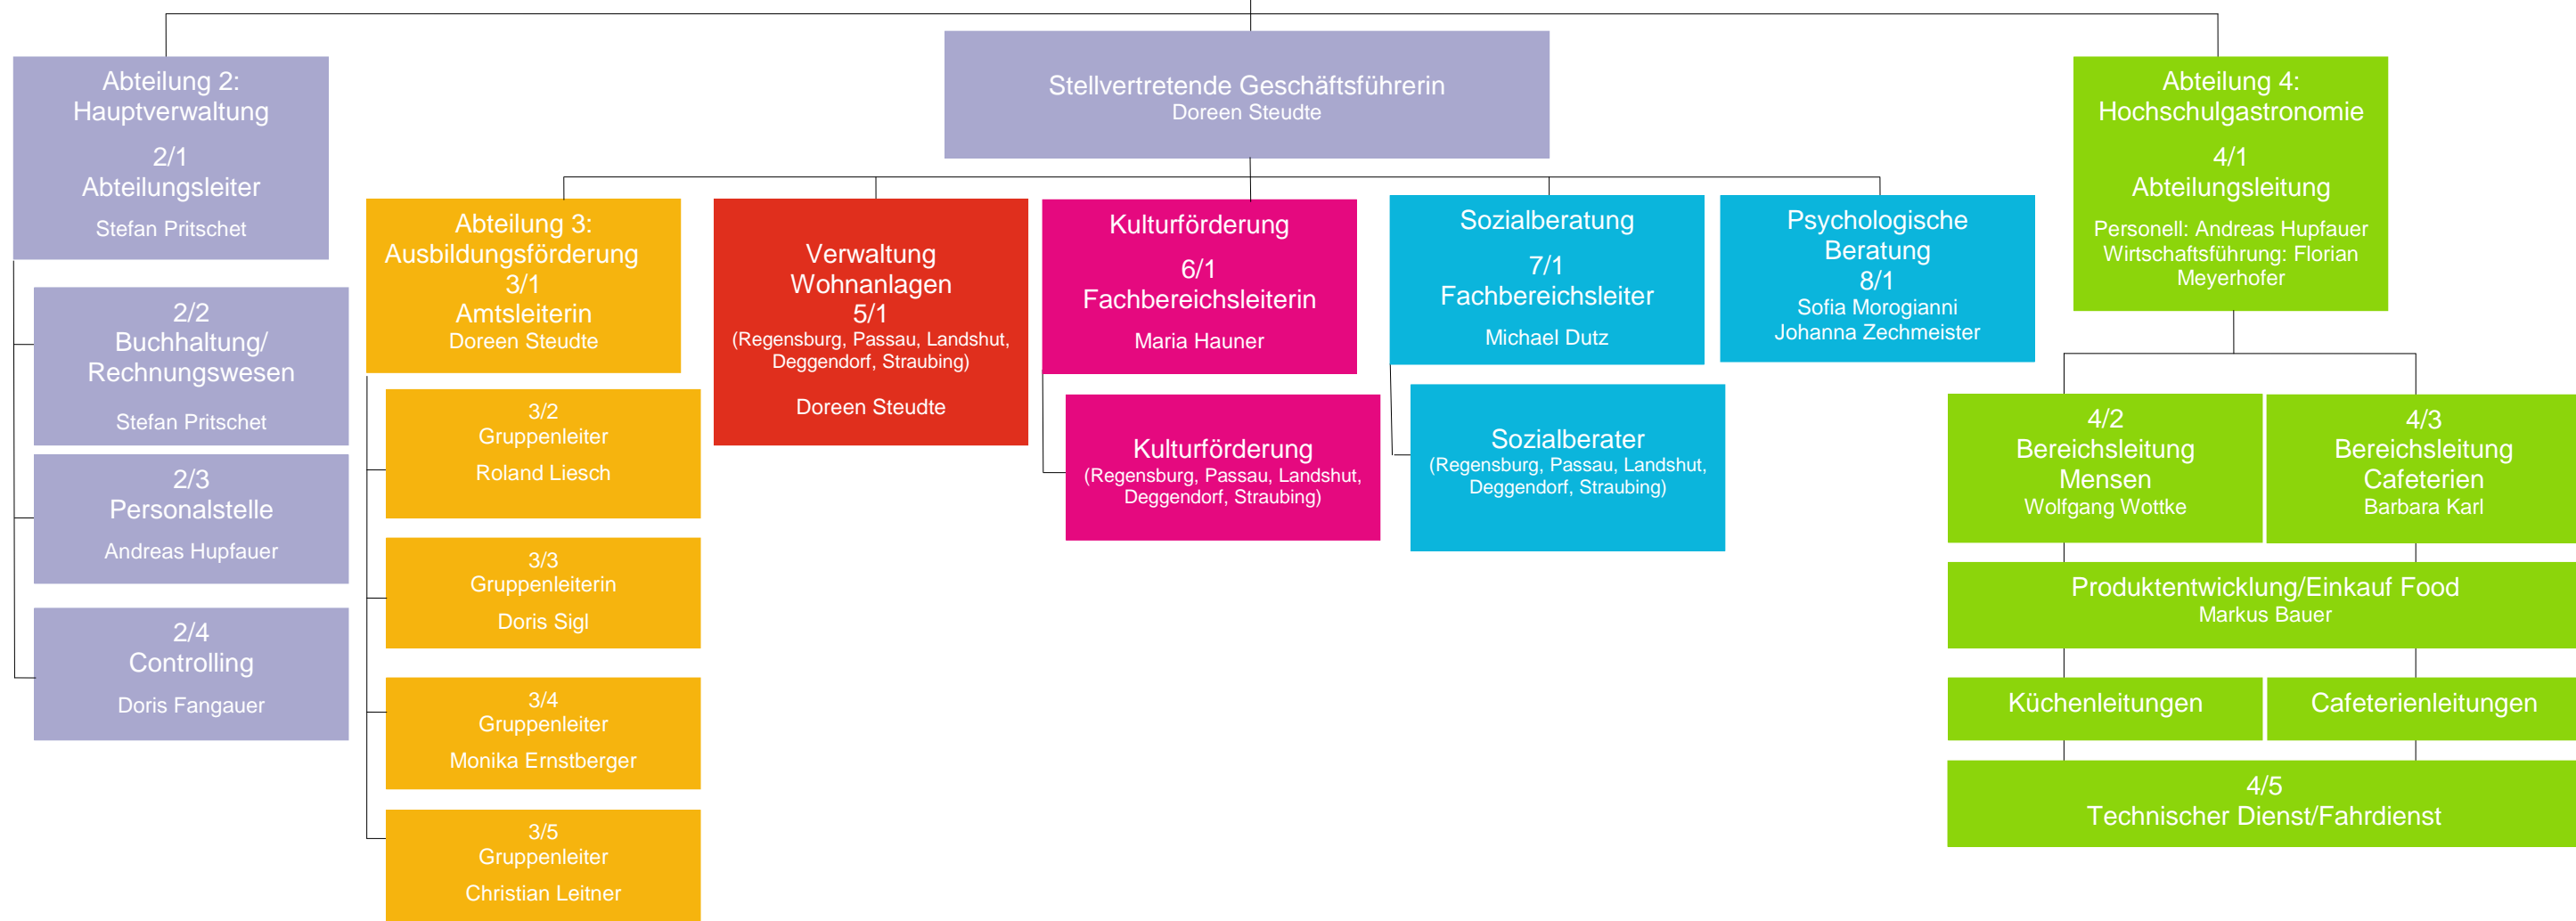 Abteilung 2:
Hauptverwaltung
2/1
Abteilungsleiter
Stefan Pritschet
2/2
Buchhaltung/
Rechnungswesen
Stefan Pritschet
2/3
Personalstelle
Andreas Hupfauer
2/4
Controlling
Doris Fangauer
Stellvertretende Geschäftsführerin
Doreen Steudte
Abteilung 3:
Ausbildungsförderung
3/1
Amtsleiterin
Doreen Steudte
3/2
Gruppenleiter
Roland Liesch
3/3
Gruppenleiterin
Doris Sigl
3/4
Gruppenleiter
Monika Ernstberger
3/5
Gruppenleiter
Christian Leitner
Verwaltung
Wohnanlagen
5/1
(Regensburg, Passau, Landshut,
Deggendorf, Straubing)
Doreen Steudte
Kulturförderung
6/1
Fachbereichsleiterin
Maria Hauner
Kulturförderung
(Regensburg, Passau, Landshut,
Deggendorf, Straubing)
Sozialberatung
7/1
Fachbereichsleiter
Michael Dutz
Sozialberater
(Regensburg, Passau, Landshut,
Deggendorf, Straubing)
Psychologische
Beratung
8/1
Sofia Morogianni
Johanna Zechmeister
Abteilung 4:
Hochschulgastronomie
4/1
Abteilungsleitung
Personell: Andreas Hupfauer
Wirtschaftsführung: Florian
Meyerhofer
4/2
Bereichsleitung
Mensen
Wolfgang Wottke
4/3
Bereichsleitung
Cafeterien
Barbara Karl
Produktentwicklung/Einkauf Food
Markus Bauer
Küchenleitungen
Cafeterienleitungen
4/5
Technischer Dienst/Fahrdienst